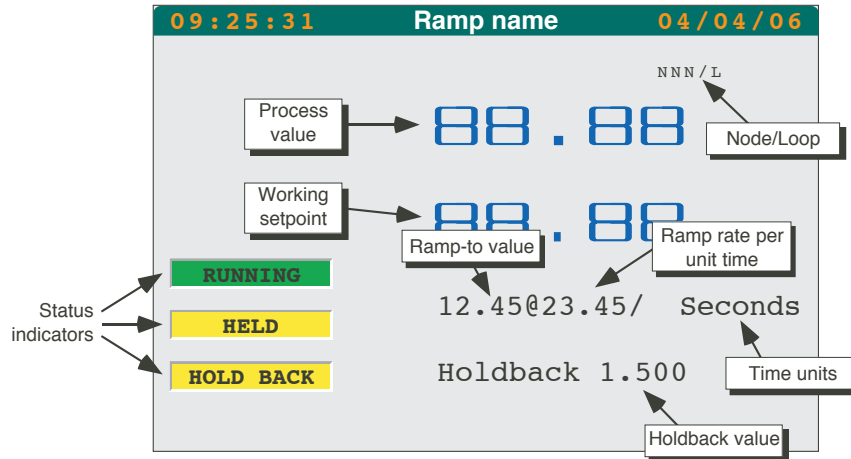 09:25:31 Ramp name 04/04/06
NNN/L
Process
value
88.88
Node/Loop
Working
setpoint
88.88
Ramp-to value
Ramp rate per
unit time
RUNNING
12.45@23.45/ Seconds
Status
indicators
HELD
HOLD BACK
Holdback 1.500
Time units
Holdback value